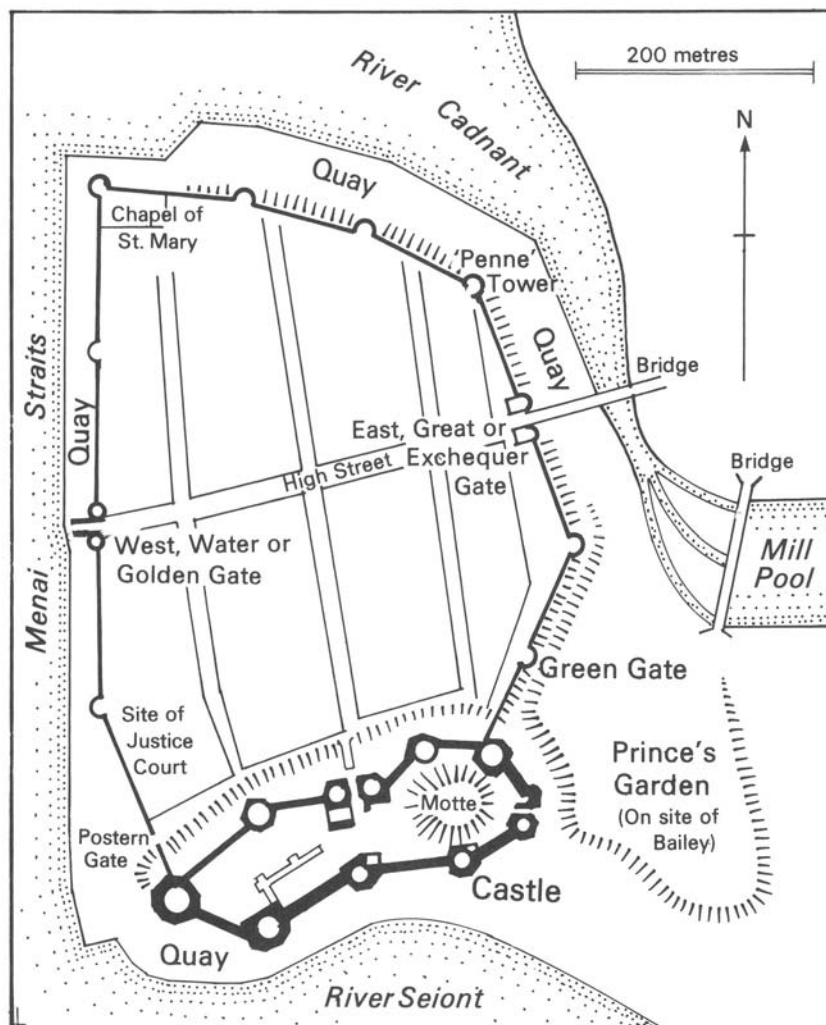 200 metres
River
Cadnant
N
Quay
Chapel of
St. Mary
'Penne'
Tower
Quay
Straits
Bridge
Quay
East, Great or
Exchequer
Gate
High Street
Bridge
West, Water or
Golden Gate
Mill
Pool
Menai
Green Gate
Site of
Justice
Court
Prince's
Garden
(On site of
Bailey)
Motte
Postern
Gate
Castle
Quay
River Seiont